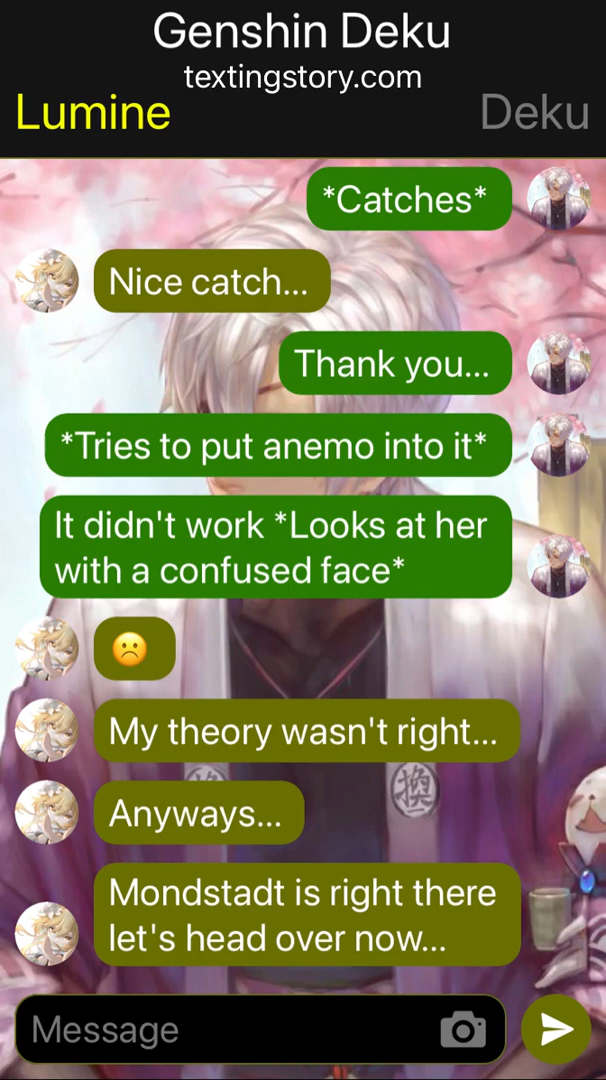 Genshin Deku
textingstory.com
Lumine
Deku
*Catches*
Nice catch...
Thank you...
*Tries to put anemo into it*
It didn't work *Looks at her
with a confused face*
☹️
My theory wasn't right...
Anyways...
換
Mondstadt is right there
let's head over now...
Message